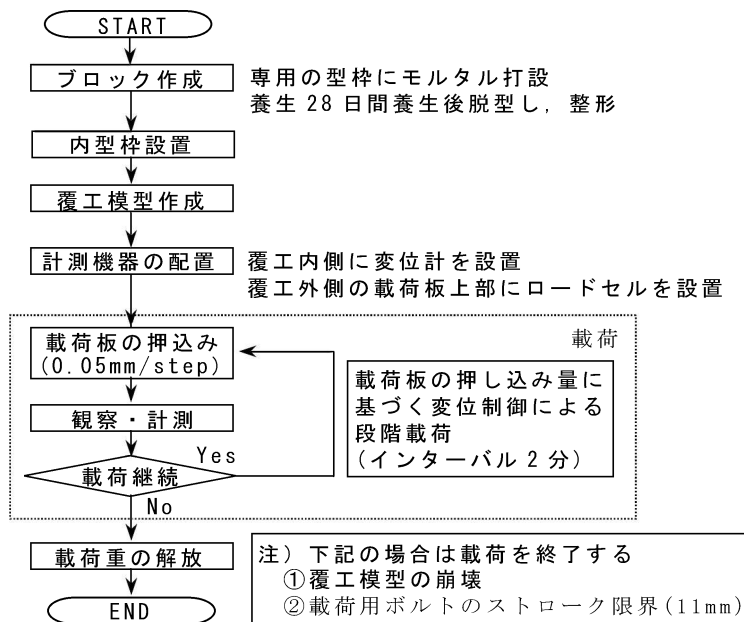 START
ブロック作成
専用の型枠にモルタル打設
養生28日間養生後脱型し，整形
内型枠設置
覆工模型作成
計測機器の配置
覆工内側に変位計を設置
覆工外側の載荷板上部にロードセルを設置
載荷
載荷板の押込み
(0.05mm/step)
載荷板の押し込み量に
基づく変位制御による
段階載荷
(インターバル2分)
観察・計測
載荷継続
Yes
No
載荷重の解放
END
注）下記の場合は載荷を終了する
①覆工模型の崩壊
②載荷用ボルトのストローク限界(11mm)